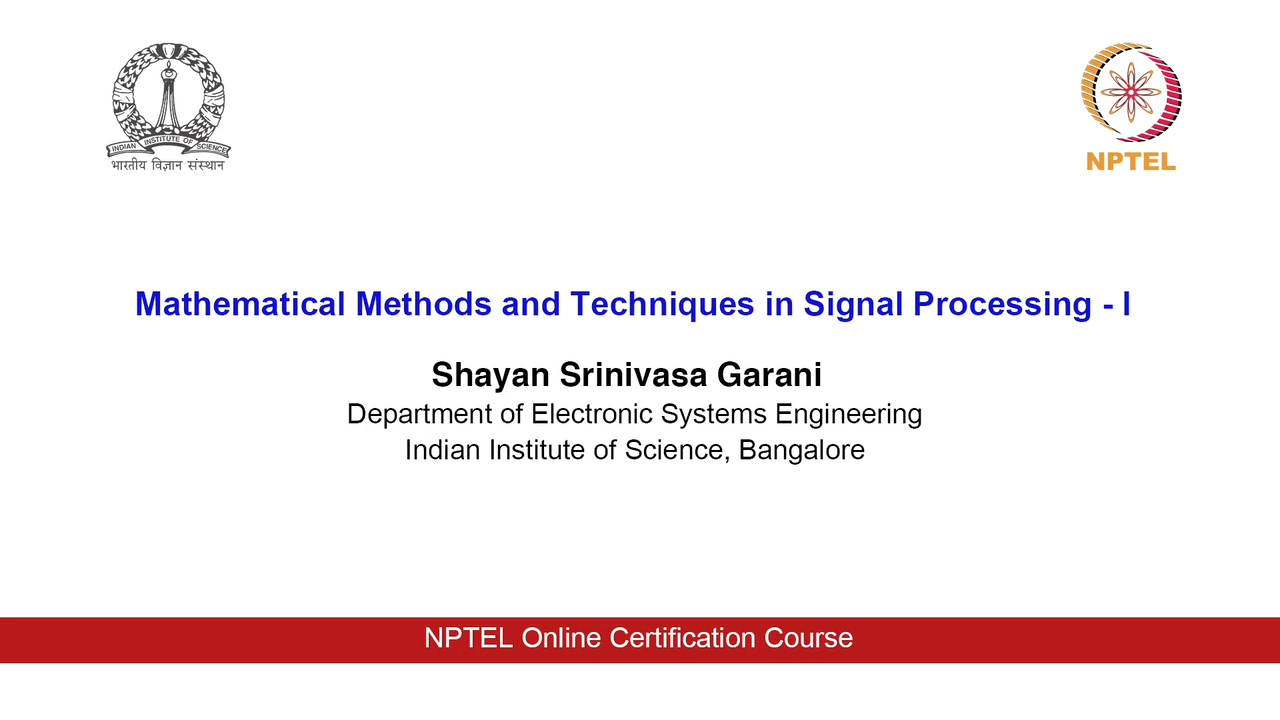 INDIAN INSTITUTE OF SCIENCE
भारतीय विज्ञान संस्थान
NPTEL
Mathematical Methods and Techniques in Signal Processing - I
Shayan Srinivasa Garani
Department of Electronic Systems Engineering
Indian Institute of Science, Bangalore
NPTEL Online Certification Course